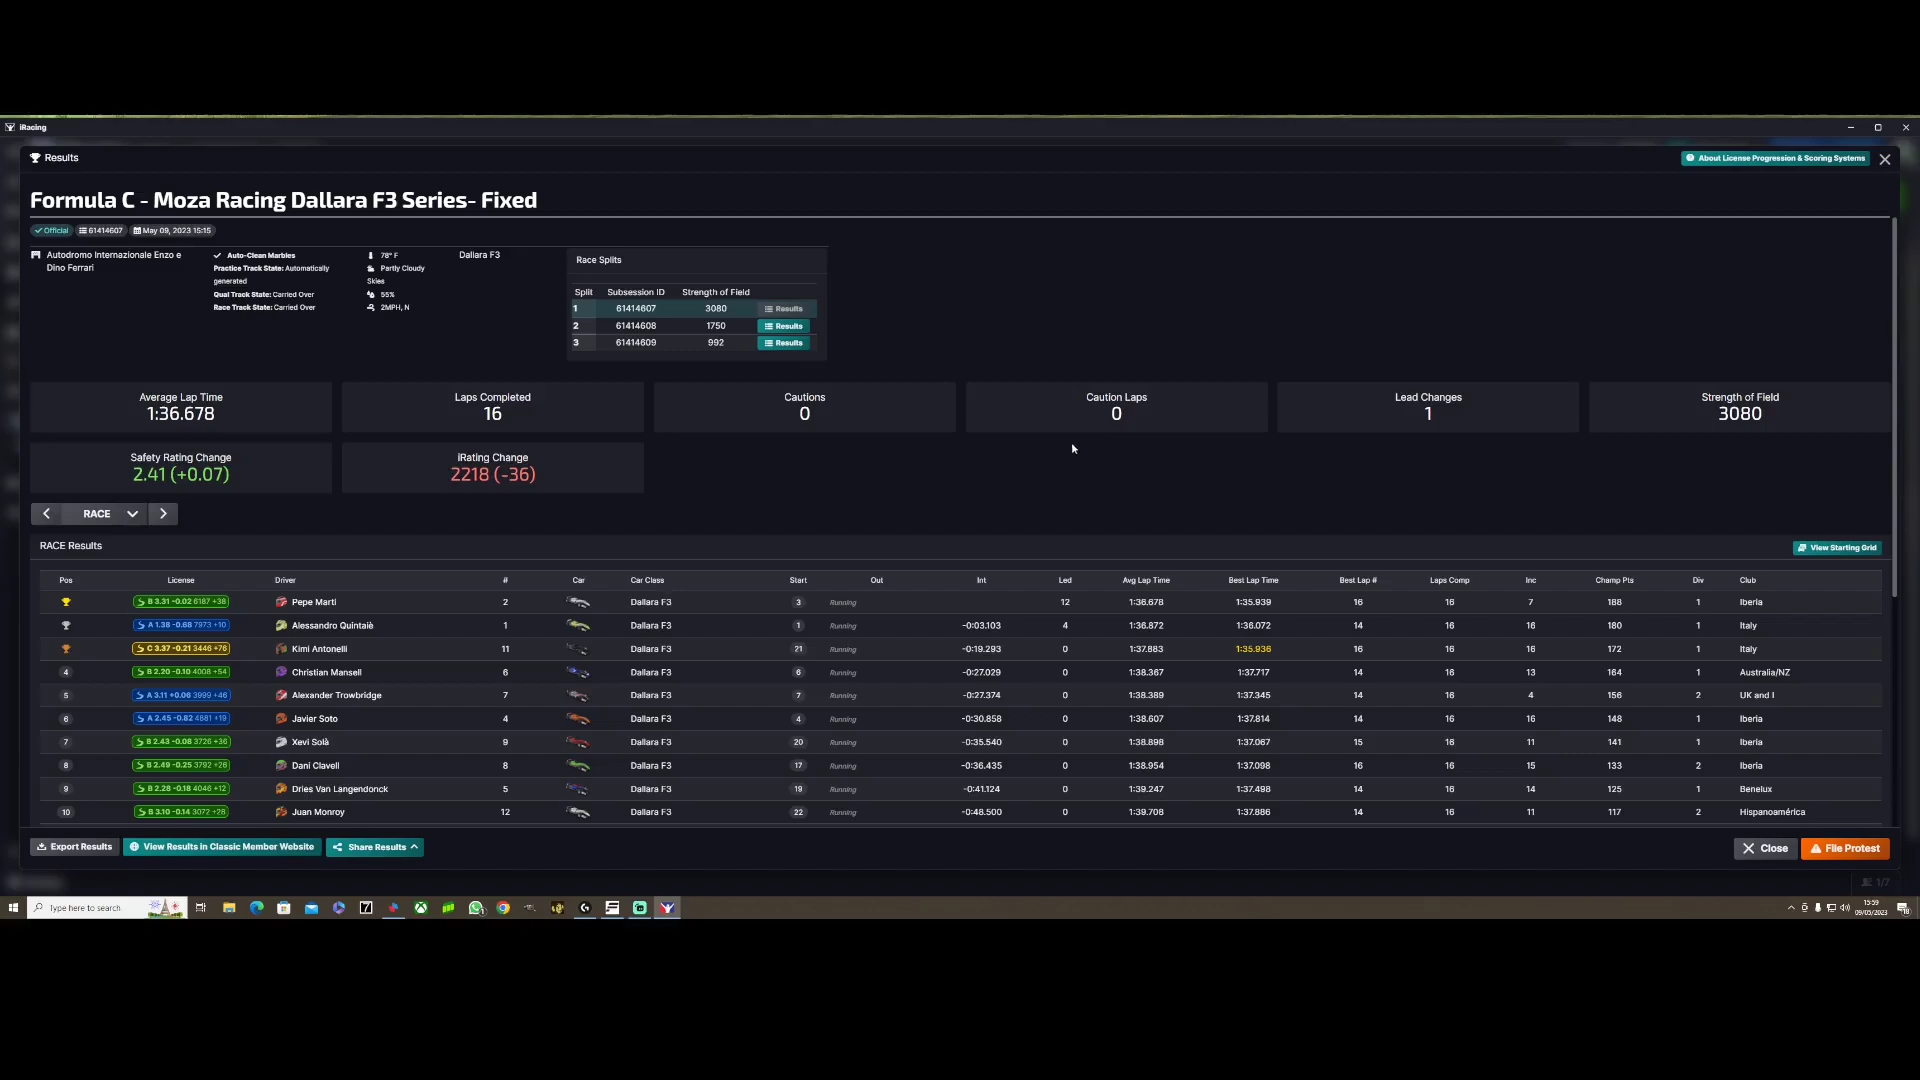 iRacing
Results
About License Progression & Scoring Systems
Formula C - Moza Racing Dallara F3 Series- Fixed
Official 61414607 May 09, 2023 15:15
Autodromo Internazionale Enzo e
Dino Ferrari
Auto-Clean Marbles
Practice Track State: Automatically
generated
Qual Track State: Carried Over
Race Track State: Carried Over
78° F
Partly Cloudy
Skies
55%
2MPH, N
Dallara F3
Race Splits
Split Subsession ID Strength of Field
1 61414607 3080 Results
2 61414608 1750 Results
3 61414609 992 Results
Average Lap Time
1:36.678
Laps Completed
16
Cautions
0
Caution Laps
0
Lead Changes
1
Strength of Field
3080
Safety Rating Change
2.41 (+0.07)
iRating Change
2218 (-36)
RACE
RACE Results
View Starting Grid
Pos License Driver # Car Car Class Start Out Int Led Avg Lap Time Best Lap Time Best Lap # Laps Comp Inc Champ Pts Div Club
B 3.31 -0.02 6187 +38 Pepe Marti 2 Dallara F3 3 Running 12 1:36.678 1:35.939 16 16 7 188 1 Iberia
A 1.38 -0.68 7973 +10 Alessandro Quintaiè 1 Dallara F3 1 Running -0:03.103 4 1:36.872 1:36.072 14 16 16 180 1 Italy
C 3.37 -0.21 3446 +76 Kimi Antonelli 11 Dallara F3 21 Running -0:19.293 0 1:37.883 1:35.936 16 16 16 172 1 Italy
4 B 2.20 -0.10 4008 +54 Christian Mansell 6 Dallara F3 6 Running -0:27.029 0 1:38.367 1:37.717 14 16 13 164 1 Australia/NZ
5 A 3.11 +0.06 3999 +46 Alexander Trowbridge 7 Dallara F3 7 Running -0:27.374 0 1:38.389 1:37.345 14 16 4 156 2 UK and I
6 A 2.45 -0.82 4681 +19 Javier Soto 4 Dallara F3 4 Running -0:30.858 0 1:38.607 1:37.814 14 16 16 148 1 Iberia
7 B 2.43 -0.08 3726 +36 Xevi Solà 9 Dallara F3 20 Running -0:35.540 0 1:38.898 1:37.067 15 16 11 141 1 Iberia
8 B 2.49 -0.25 3792 +26 Dani Clavell 8 Dallara F3 17 Running -0:36.435 0 1:38.954 1:37.098 16 16 15 133 2 Iberia
9 B 2.28 -0.18 4046 +12 Dries Van Langendonck 5 Dallara F3 19 Running -0:41.124 0 1:39.247 1:37.498 14 16 14 125 1 Benelux
10 B 3.10 -0.14 3072 +28 Juan Monroy 12 Dallara F3 22 Running -0:48.500 0 1:39.708 1:37.886 14 16 11 117 2 Hispanoamérica
Export Results View Results in Classic Member Website Share Results Close File Protest
1/7
Type here to search
15:59
09/05/2023